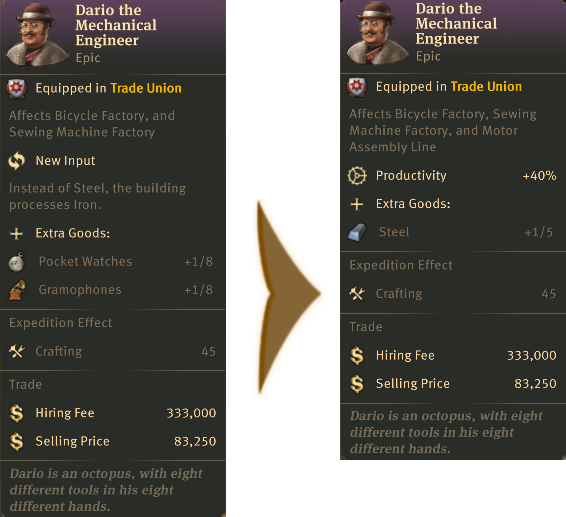 Dario the
Mechanical
Engineer
Epic
Equipped in Trade Union
Affects Bicycle Factory, and
Sewing Machine Factory
New Input
Instead of Steel, the building
processes Iron.
Extra Goods:
Pocket Watches +1/8
Gramophones +1/8
Expedition Effect
Crafting 45
Trade
Hiring Fee 333,000
Selling Price 83,250
Dario is an octopus, with eight
different tools in his eight
different hands.
Dario the
Mechanical
Engineer
Epic
Equipped in Trade Union
Affects Bicycle Factory, Sewing
Machine Factory, and Motor
Assembly Line
Productivity +40%
Extra Goods:
Steel +1/5
Expedition Effect
Crafting 45
Trade
Hiring Fee 333,000
Selling Price 83,250
Dario is an octopus, with eight
different tools in his eight
different hands.